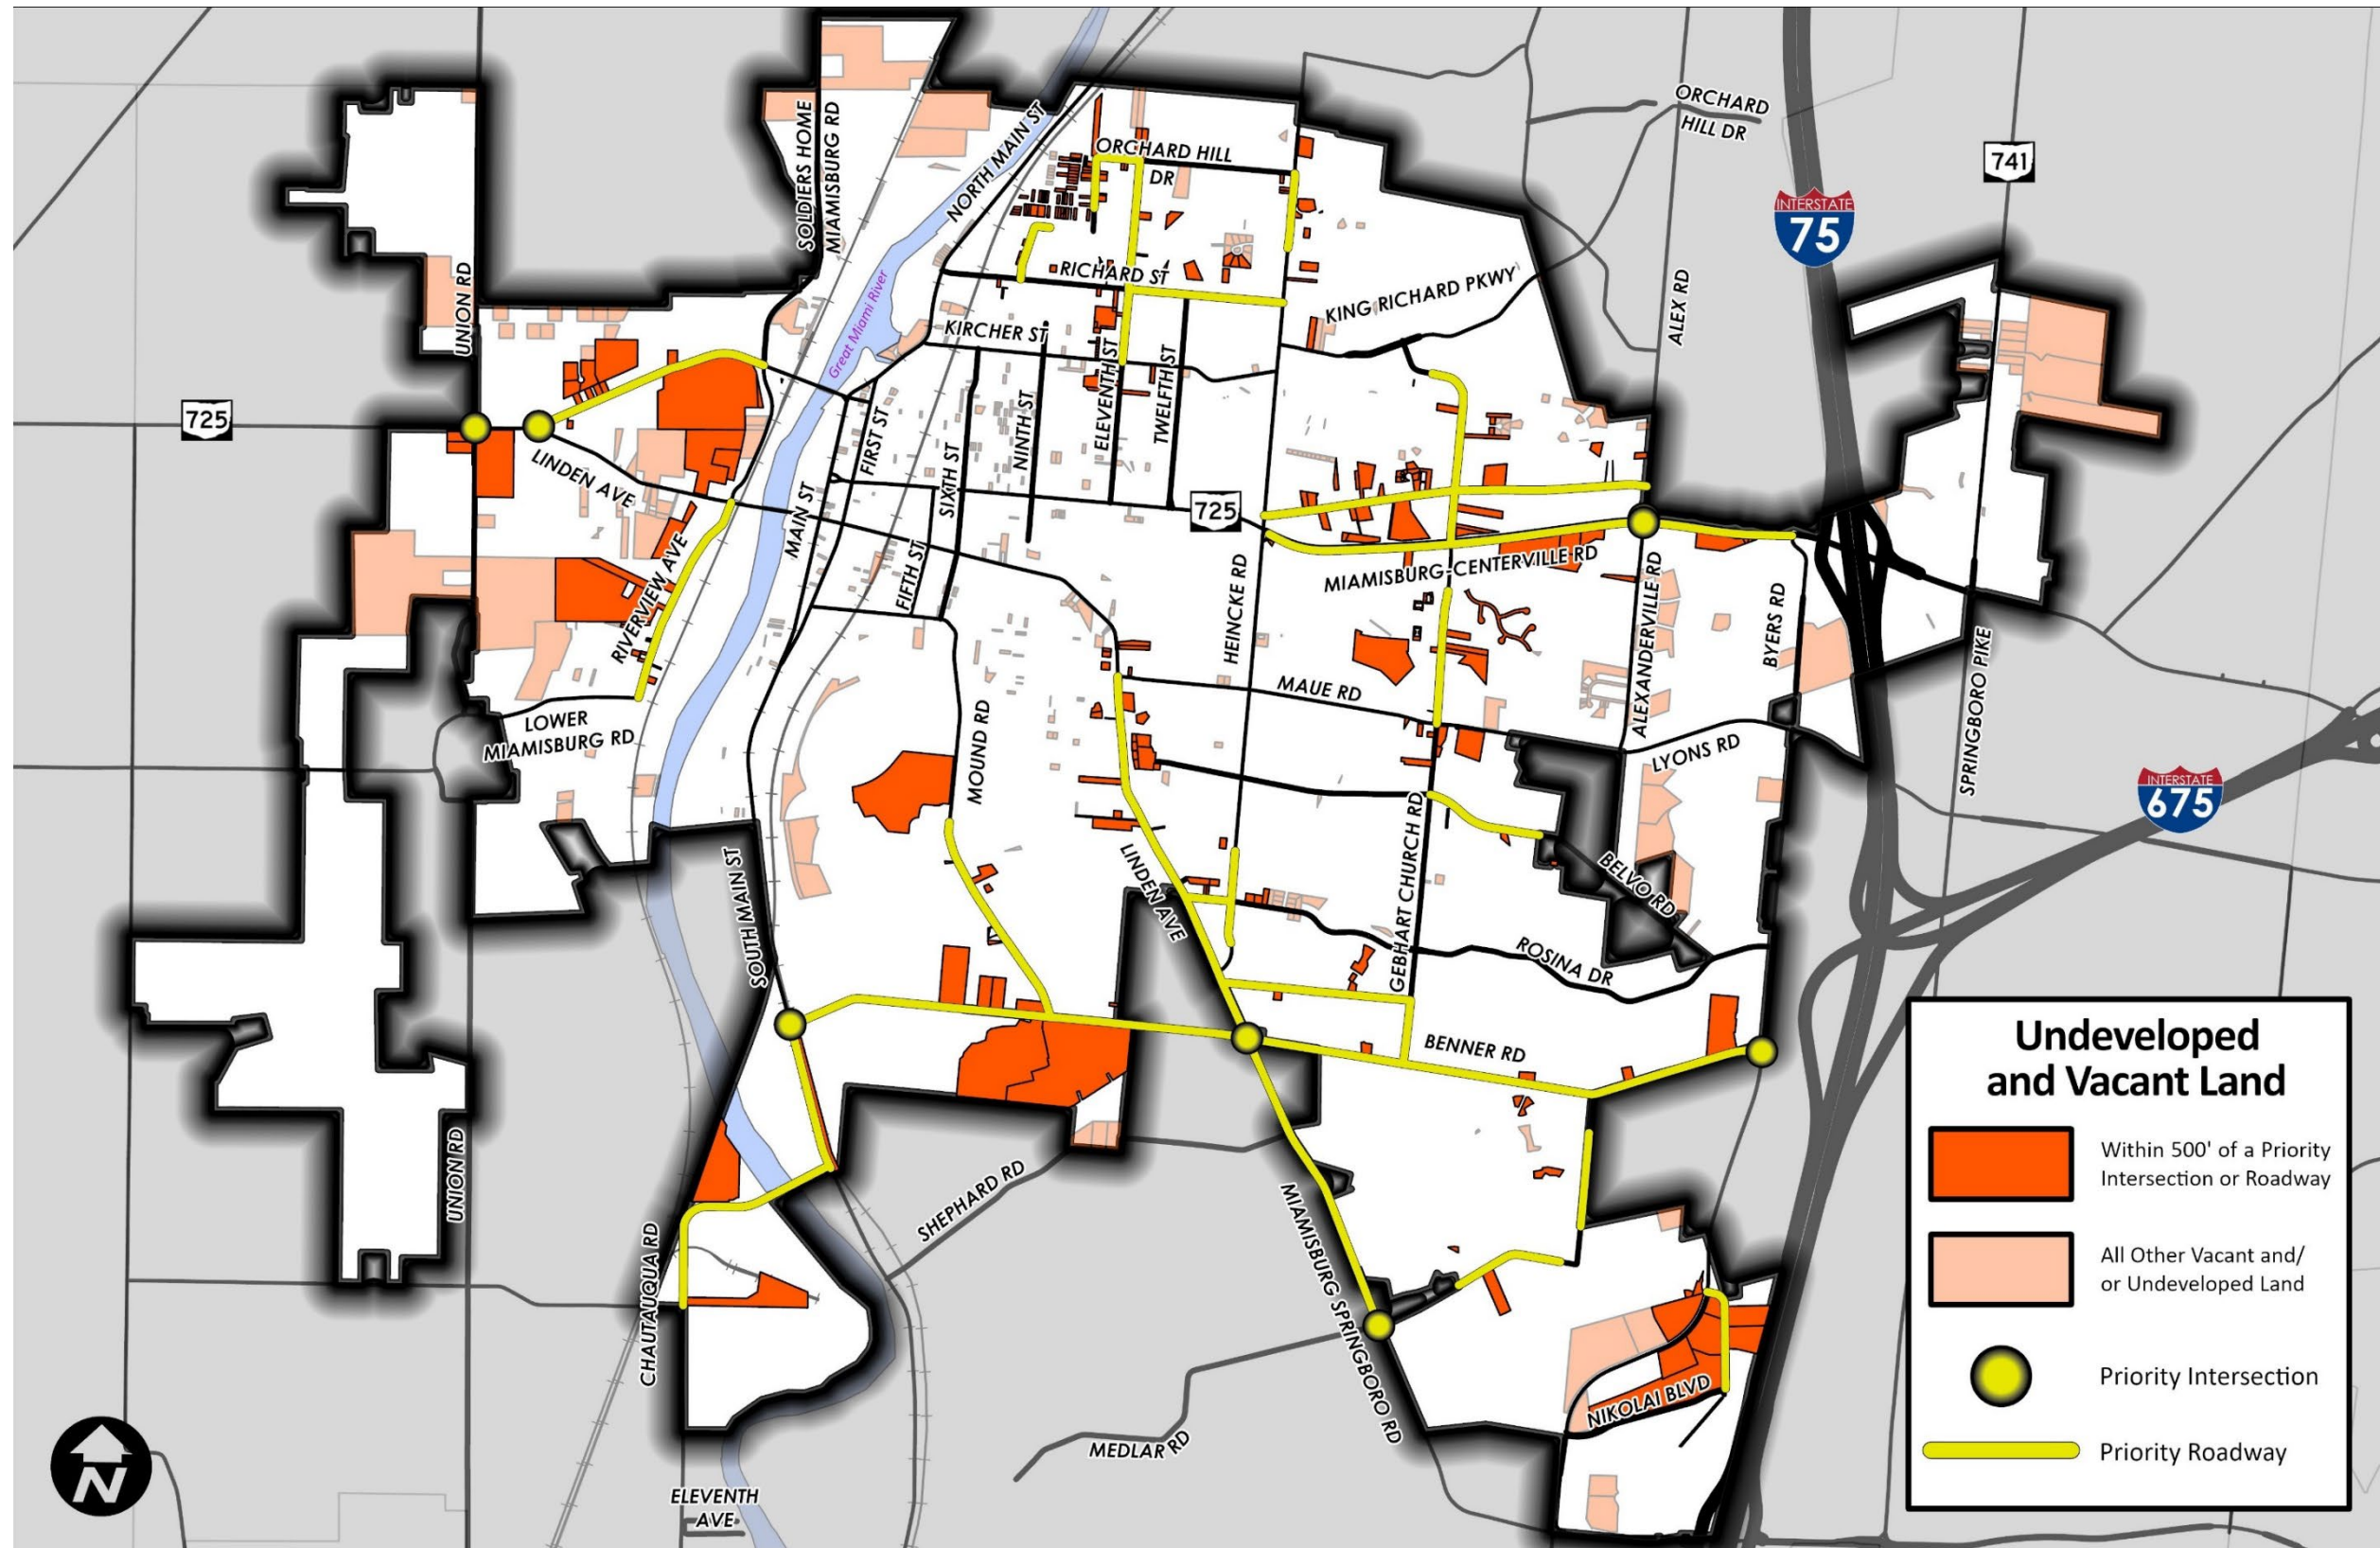 ORCHARD
HILL DR
741
INTERSTATE
75
SOLDIERS HOME
MIAMISBURG RD
NORTH MAIN ST
ORCHARD HILL
DR
UNION RD
Great Miami River
RICHARD ST
KING RICHARD PKWY
ALEX RD
KIRCHER ST
725
LINDEN AVE
FIRST ST
SIXTH ST
NINTH ST
ELEVENTH ST
TWELFTH ST
725
MAIN ST
FIFTH ST
RIVERVIEW AVE
HEINCKE RD
MIAMISBURG-CENTERVILLE RD
ALEXANDERVILLE RD
BYERS RD
SPRINGBORO PIKE
LOWER
MIAMISBURG RD
MOUND RD
MAUE RD
LYONS RD
INTERSTATE
675
SOUTH MAIN ST
LINDEN AVE
GEBHART CHURCH RD
BELVO RD
ROSINA DR
BENNER RD
UNION RD
SHEPHARD RD
CHAUTAUQUA RD
MIAMISBURG SPRINGBORO RD
NIKOLAI BLVD
MEDLAR RD
ELEVENTH
AVE
N
Undeveloped
and Vacant Land
Within 500' of a Priority
Intersection or Roadway
All Other Vacant and/
or Undeveloped Land
Priority Intersection
Priority Roadway